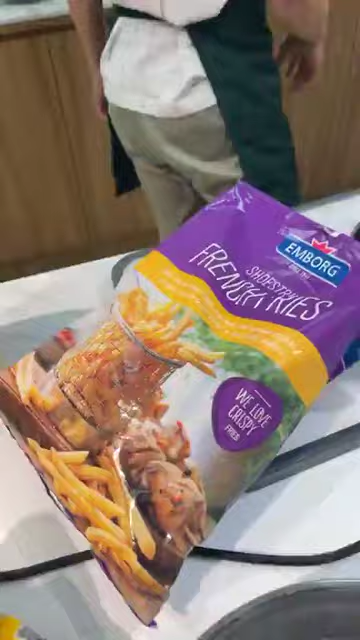 EMBORG
SHOESTRING
FRENCH FRIES
WE LOVE
CRISPY
FRIES